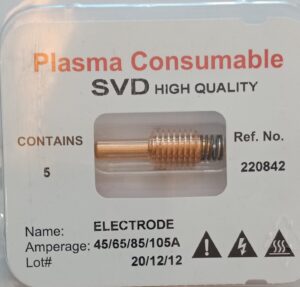 Plasma Consumable
SVD HIGH QUALITY
CONTAINS
5
Ref. No.
220842
Name: ELECTRODE
Amperage: 45/65/85/105A
Lot# 20/12/12